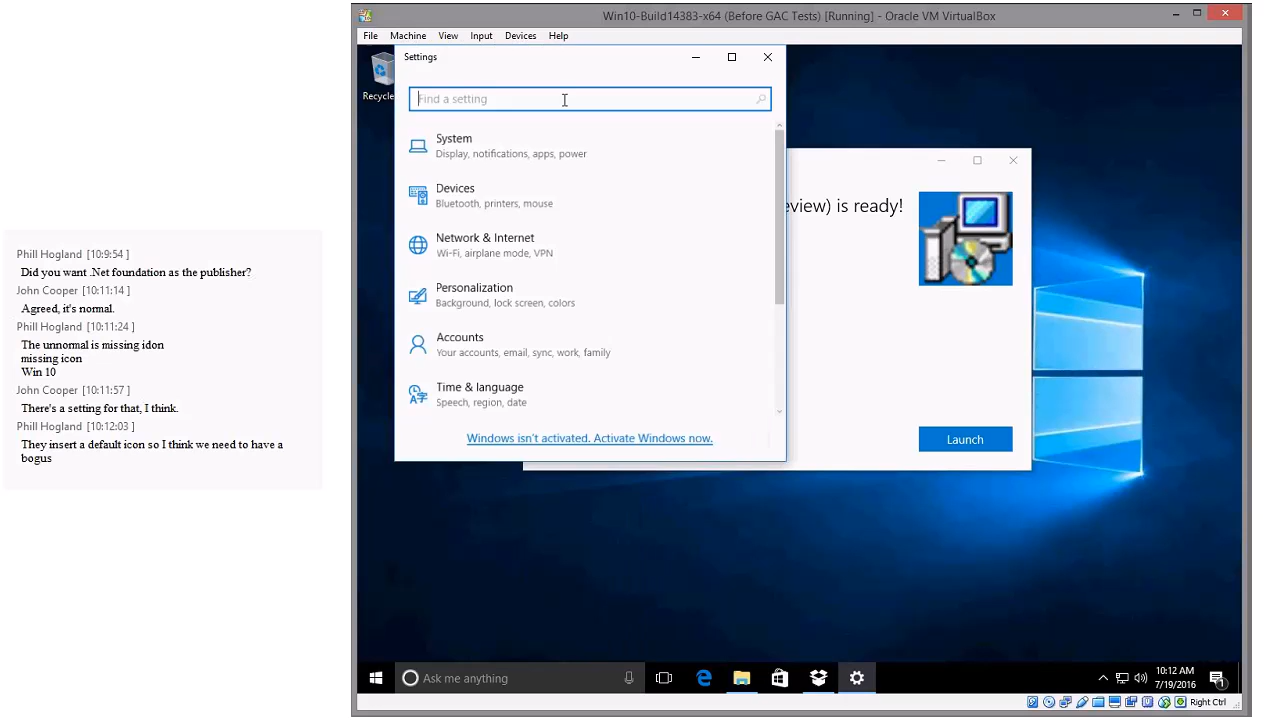 Win10-Build14383-x64 (Before GAC Tests) [Running] - Oracle VM VirtualBox
File Machine View Input Devices Help
Recycle
Settings
Find a setting
System
Display, notifications, apps, power
Devices
Bluetooth, printers, mouse
Network & Internet
Wi-Fi, airplane mode, VPN
Personalization
Background, lock screen, colors
Accounts
Your accounts, email, sync, work, family
Time & language
Speech, region, date
Windows isn't activated. Activate Windows now.
eview) is ready!
Launch
Phill Hogland [10:9:54 ]
Did you want .Net foundation as the publisher?
John Cooper [10:11:14 ]
Agreed, it's normal.
Phill Hogland [10:11:24 ]
The unnormal is missing idon
missing icon
Win 10
John Cooper [10:11:57 ]
There's a setting for that, I think.
Phill Hogland [10:12:03 ]
They insert a default icon so I think we need to have a
bogus
Ask me anything
10:12 AM
7/19/2016
1
Right Ctrl